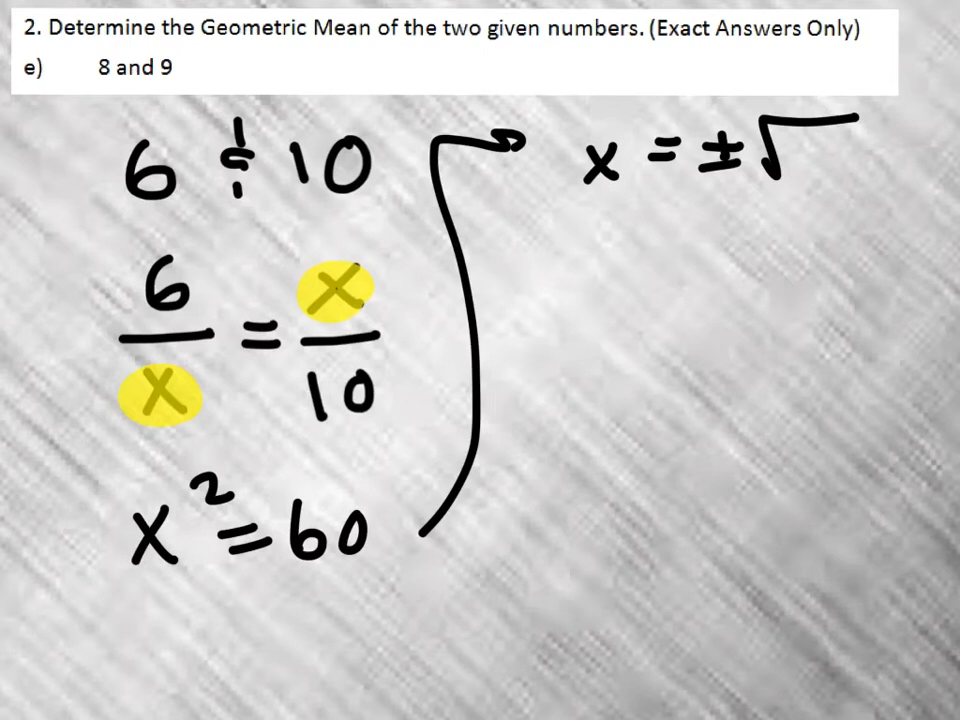 2. Determine the Geometric Mean of the two given numbers. (Exact Answers Only)
e) 8 and 9
6 & 10
6/x = x/10
x² = 60
x = ±√